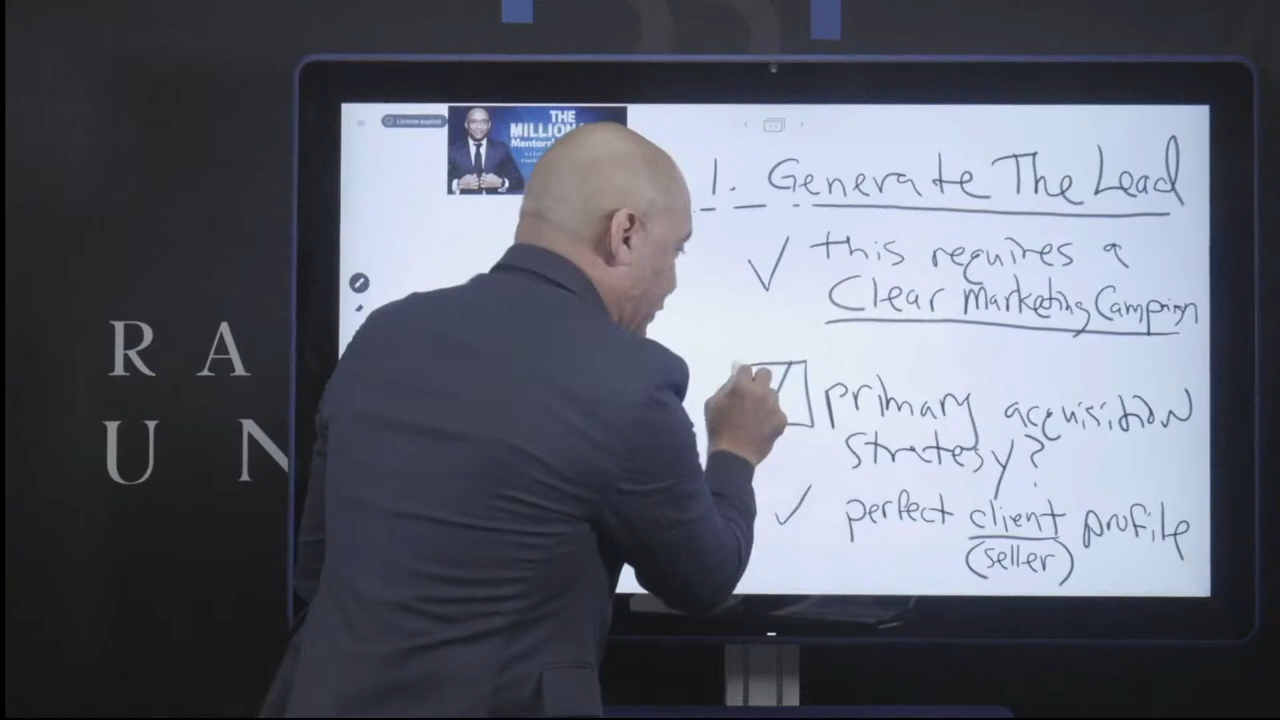 License expired
THE
MILLION
Mentors
1. Generate The Lead
this requires a
Clear Marketing Campaign
primary acquisition
strategy?
perfect client profile
(seller)
R A
U N